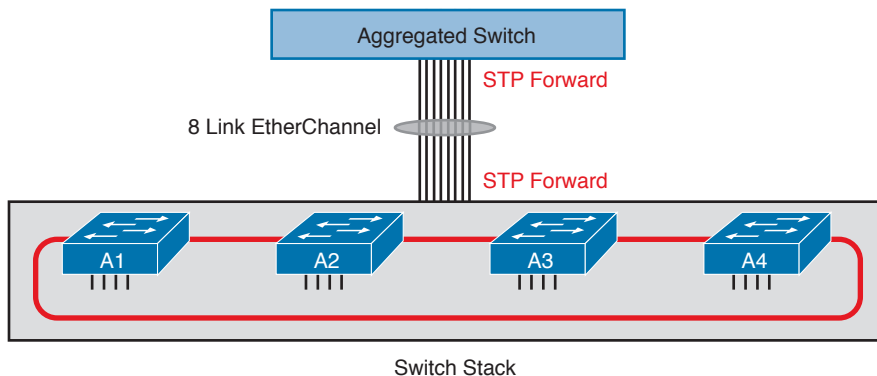 Aggregated Switch
STP Forward
8 Link EtherChannel
STP Forward
A1
A2
A3
A4
Switch Stack